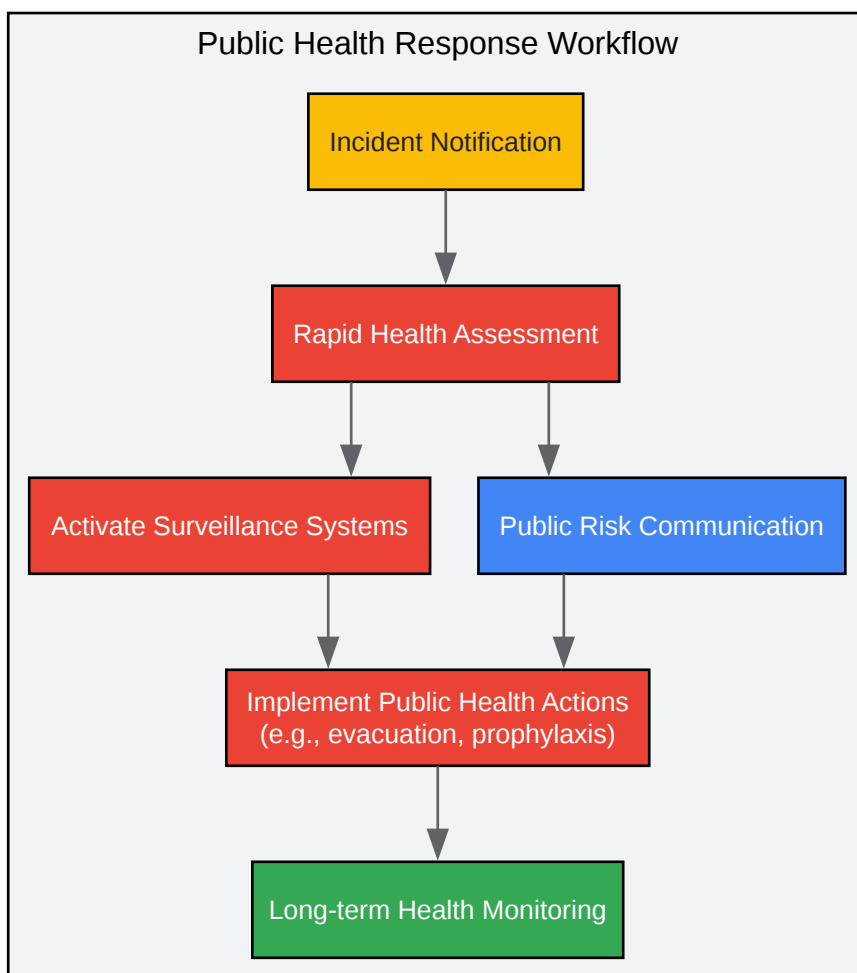 Public Health Response Workflow
Incident Notification
Rapid Health Assessment
Activate Surveillance Systems
Public Risk Communication
Implement Public Health Actions
(e.g., evacuation, prophylaxis)
Long-term Health Monitoring